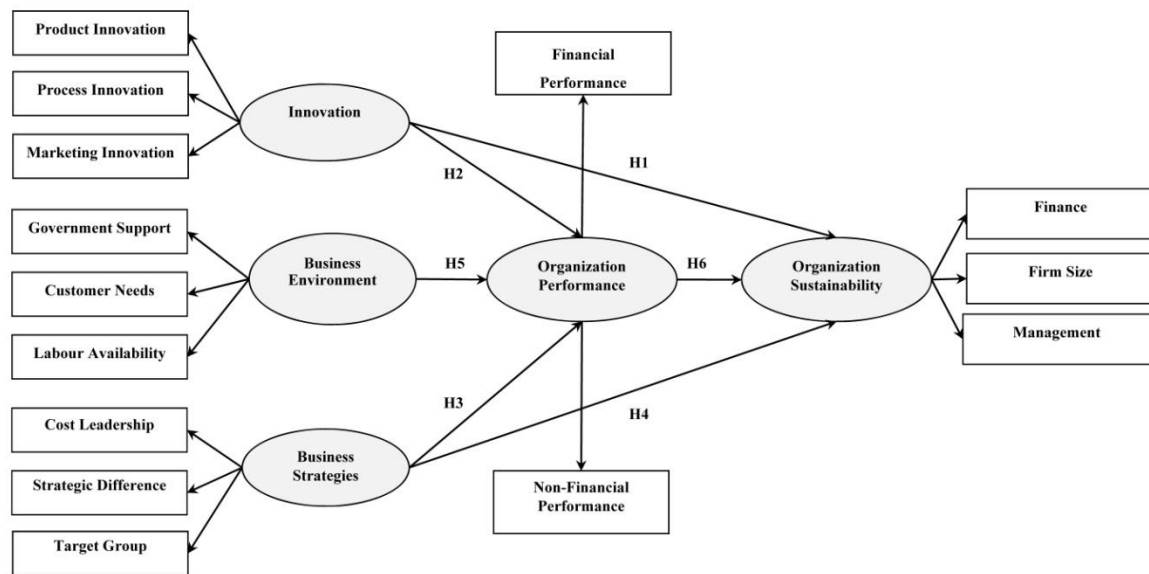 Product Innovation
Process Innovation
Marketing Innovation
Innovation
Financial
Performance
H1
H2
Government Support
Customer Needs
Labour Availability
Business
Environment
H5
Organization
Performance
H6
Organization
Sustainability
Finance
Firm Size
Management
H3
H4
Cost Leadership
Strategic Difference
Target Group
Business
Strategies
Non-Financial
Performance